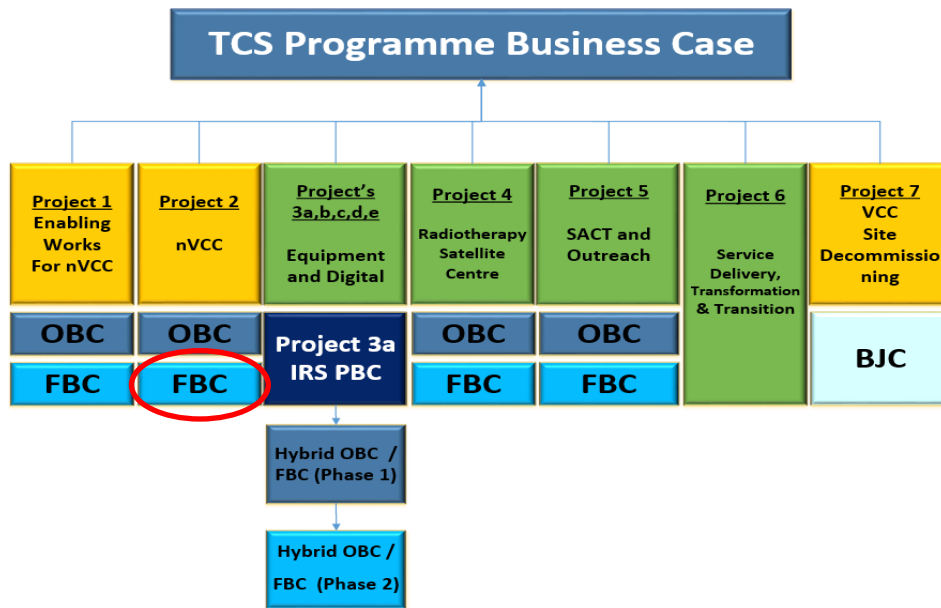 TCS Programme Business Case
Project 1
Enabling
Works
For nVCC
OBC
FBC
Project 2
nVCC
OBC
FBC
Project's
3a,b,c,d,e
Equipment
and Digital
Project 3a
IRS PBC
Hybrid OBC /
FBC (Phase 1)
Hybrid OBC /
FBC (Phase 2)
Project 4
Radiotherapy
Satellite
Centre
OBC
FBC
Project 5
SACT and
Outreach
OBC
FBC
Project 6
Service
Delivery,
Transformation
& Transition
Project 7
VCC
Site
Decommissio
ning
BJC